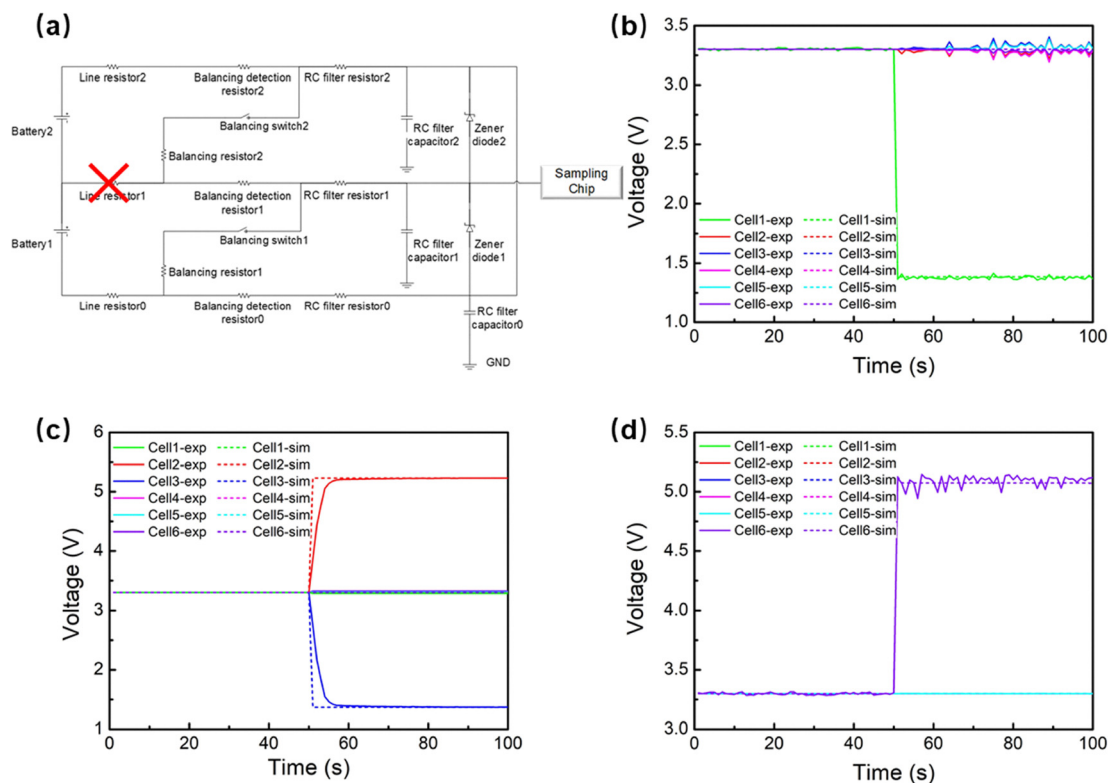 (a)
Line resistor2
Balancing detection
resistor2
RC filter resistor2
Battery2
Balancing switch2
RC filter
capacitor2
Zener
diode2
Balancing resistor2
Sampling
Chip
Line resistor1
Balancing detection
resistor1
RC filter resistor1
Battery1
Balancing switch1
RC filter
capacitor1
Zener
diode1
Balancing resistor1
Line resistor0
Balancing detection
resistor0
RC filter resistor0
RC filter
capacitor0
GND
(b)
3.5
3.0
2.5
2.0
1.5
1.0
Voltage (V)
Cell1-exp Cell1-sim
Cell2-exp Cell2-sim
Cell3-exp Cell3-sim
Cell4-exp Cell4-sim
Cell5-exp Cell5-sim
Cell6-exp Cell6-sim
0 20 40 60 80 100
Time (s)
(c)
6
5
4
3
2
1
Voltage (V)
Cell1-exp Cell1-sim
Cell2-exp Cell2-sim
Cell3-exp Cell3-sim
Cell4-exp Cell4-sim
Cell5-exp Cell5-sim
Cell6-exp Cell6-sim
0 20 40 60 80 100
Time (s)
(d)
5.5
5.0
4.5
4.0
3.5
3.0
Voltage (V)
Cell1-exp Cell1-sim
Cell2-exp Cell2-sim
Cell3-exp Cell3-sim
Cell4-exp Cell4-sim
Cell5-exp Cell5-sim
Cell6-exp Cell6-sim
0 20 40 60 80 100
Time (s)